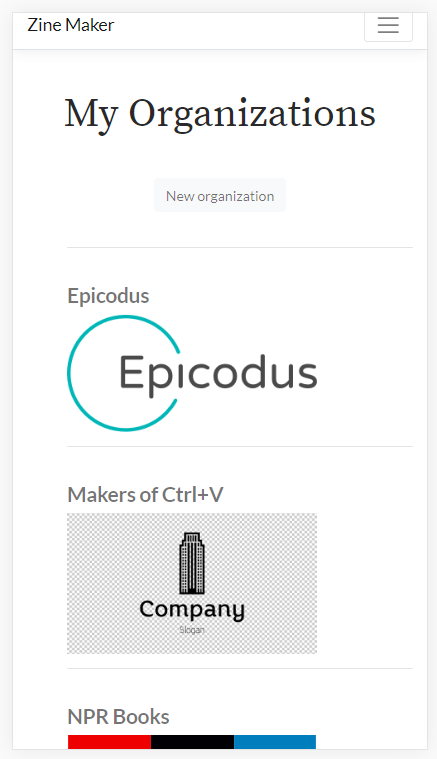 Zine Maker
My Organizations
New organization
Epicodus
Epicodus
Makers of Ctrl+V
Company
Slogan
NPR Books